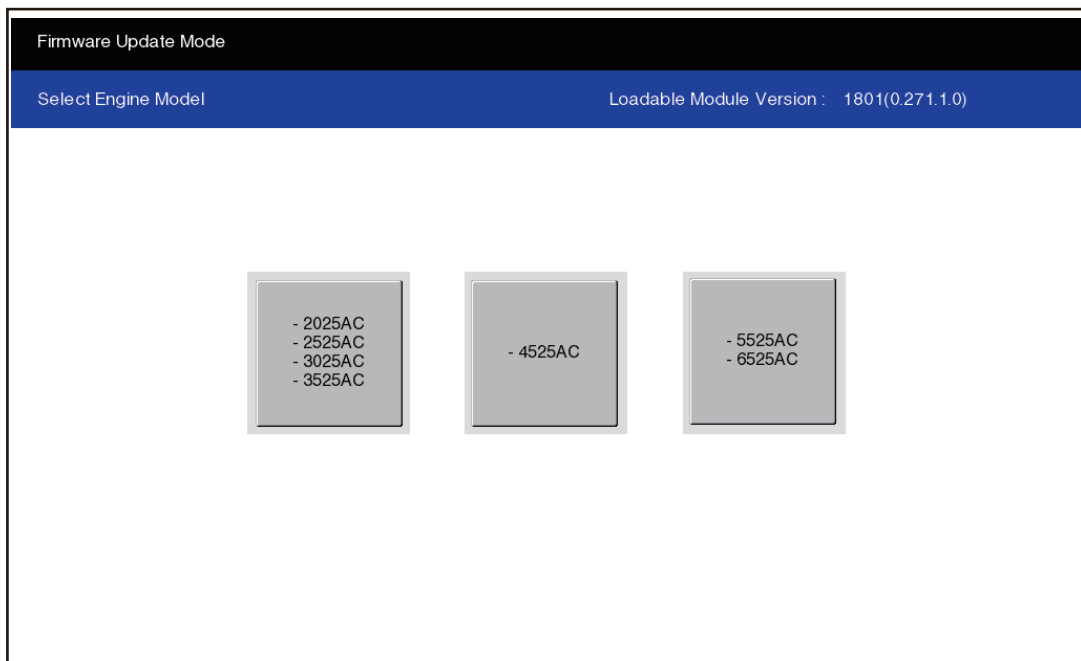 Firmware Update Mode
Select Engine Model
Loadable Module Version : 1801(0.271.1.0)
- 2025AC
- 2525AC
- 3025AC
- 3525AC
- 4525AC
- 5525AC
- 6525AC